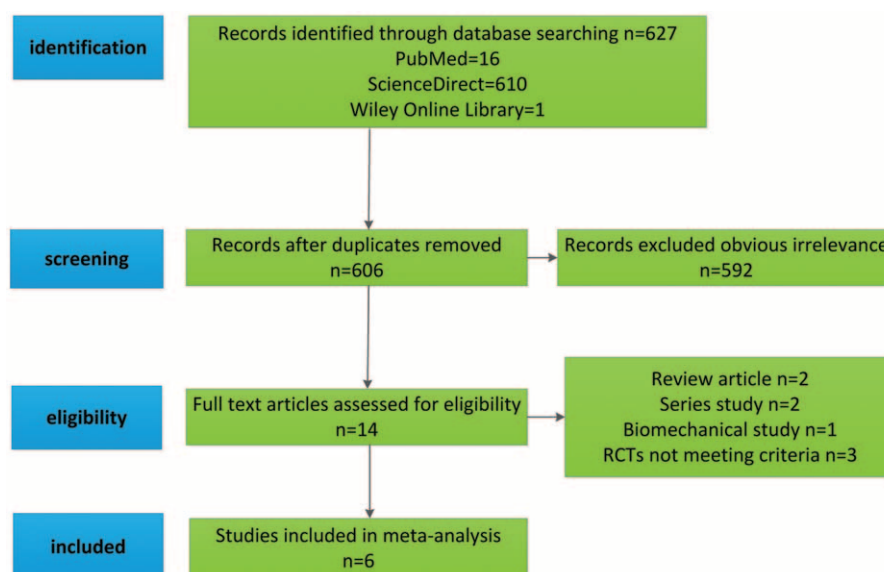 identification
Records identified through database searching n=627
PubMed=16
ScienceDirect=610
Wiley Online Library=1
screening
Records after duplicates removed
n=606
Records excluded obvious irrelevance
n=592
eligibility
Full text articles assessed for eligibility
n=14
Review article n=2
Series study n=2
Biomechanical study n=1
RCTs not meeting criteria n=3
included
Studies included in meta-analysis
n=6